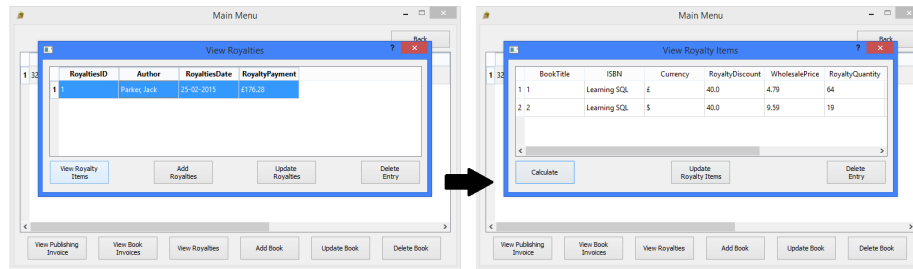 Main Menu
Back
View Royalties
?
RoyaltiesID Author RoyaltiesDate RoyaltyPayment
1 32
1 1 Parker, Jack 25-02-2015 £176.28
View Royalty Items
Add Royalties
Update Royalties
Delete Entry
View Publishing Invoice
View Book Invoices
View Royalties
Add Book
Update Book
Delete Book
Main Menu
Back
View Royalty Items
?
BookTitle ISBN Currency RoyaltyDiscount WholesalePrice RoyaltyQuantity
1 32
1 1 Learning SQL £ 40.0 4.79 64
2 2 Learning SQL $ 40.0 9.59 19
Calculate
Update Royalty Items
Delete Entry
View Publishing Invoice
View Book Invoices
View Royalties
Add Book
Update Book
Delete Book